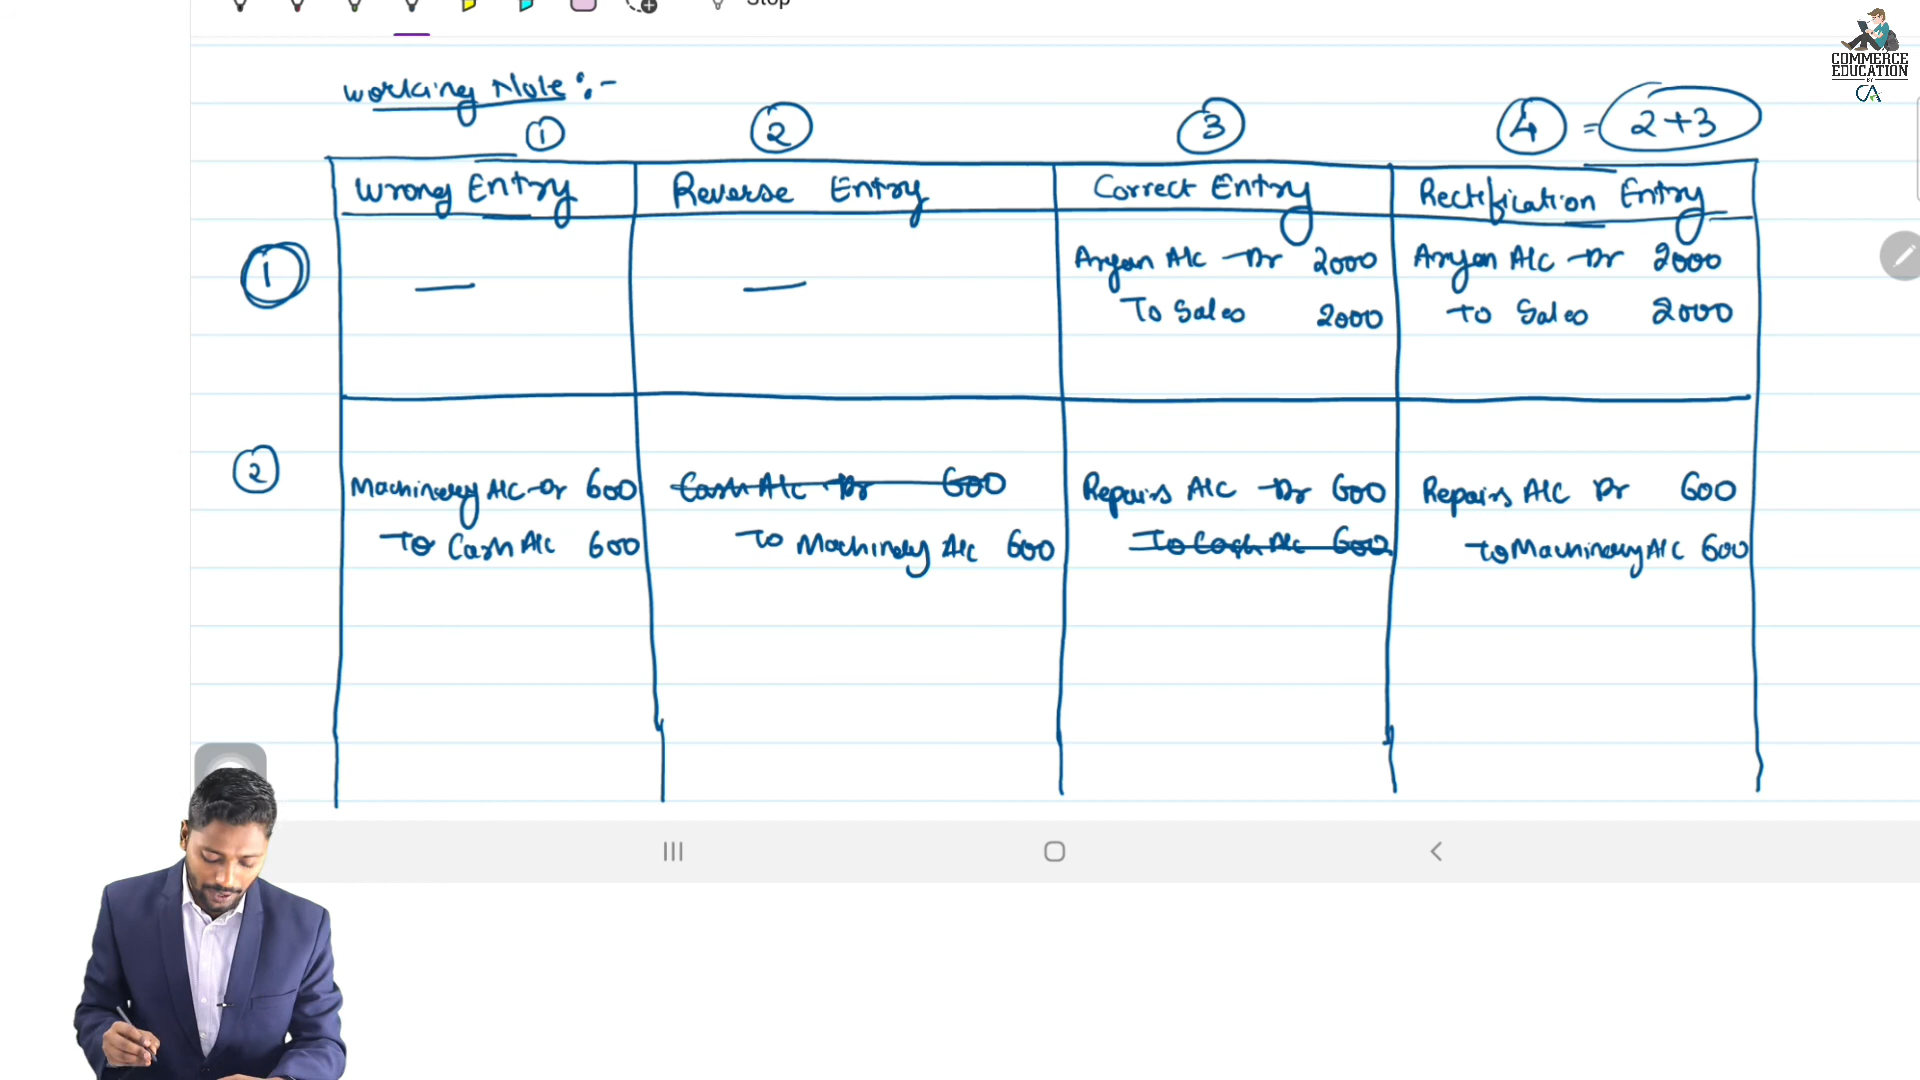 Stop
COMMERCE
EDUCATION
BY
CA
Working Note :-
① ② ③ ④ = 2+3
Wrong Entry Reverse Entry Correct Entry Rectification Entry
① — — Aryan A/c Dr 2000 Aryan A/c Dr 2000
To Sales 2000 To Sales 2000
② Machinery A/c Dr 600 Cash A/c Dr 600 Repairs A/c Dr 600 Repairs A/c Dr 600
To Cash A/c 600 To Machinery A/c 600 To Cash A/c 600 To Machinery A/c 600